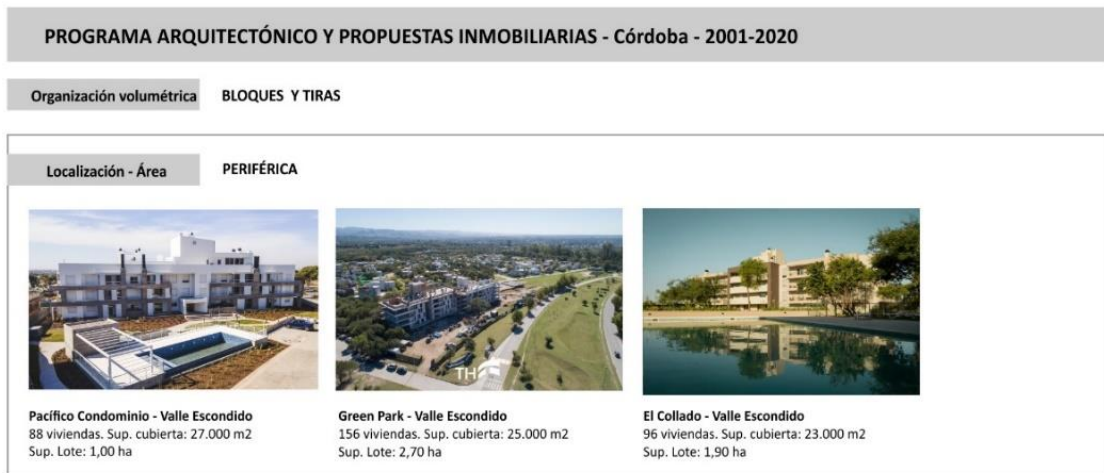 PROGRAMA ARQUITECTÓNICO Y PROPUESTAS INMOBILIARIAS - Córdoba - 2001-2020
Organización volumétrica BLOQUES Y TIRAS
Localización - Área PERIFÉRICA
TH
Pacífico Condominio - Valle Escondido
88 viviendas. Sup. cubierta: 27.000 m2
Sup. Lote: 1,00 ha
Green Park - Valle Escondido
156 viviendas. Sup. cubierta: 25.000 m2
Sup. Lote: 2,70 ha
El Collado - Valle Escondido
96 viviendas. Sup. cubierta: 23.000 m2
Sup. Lote: 1,90 ha